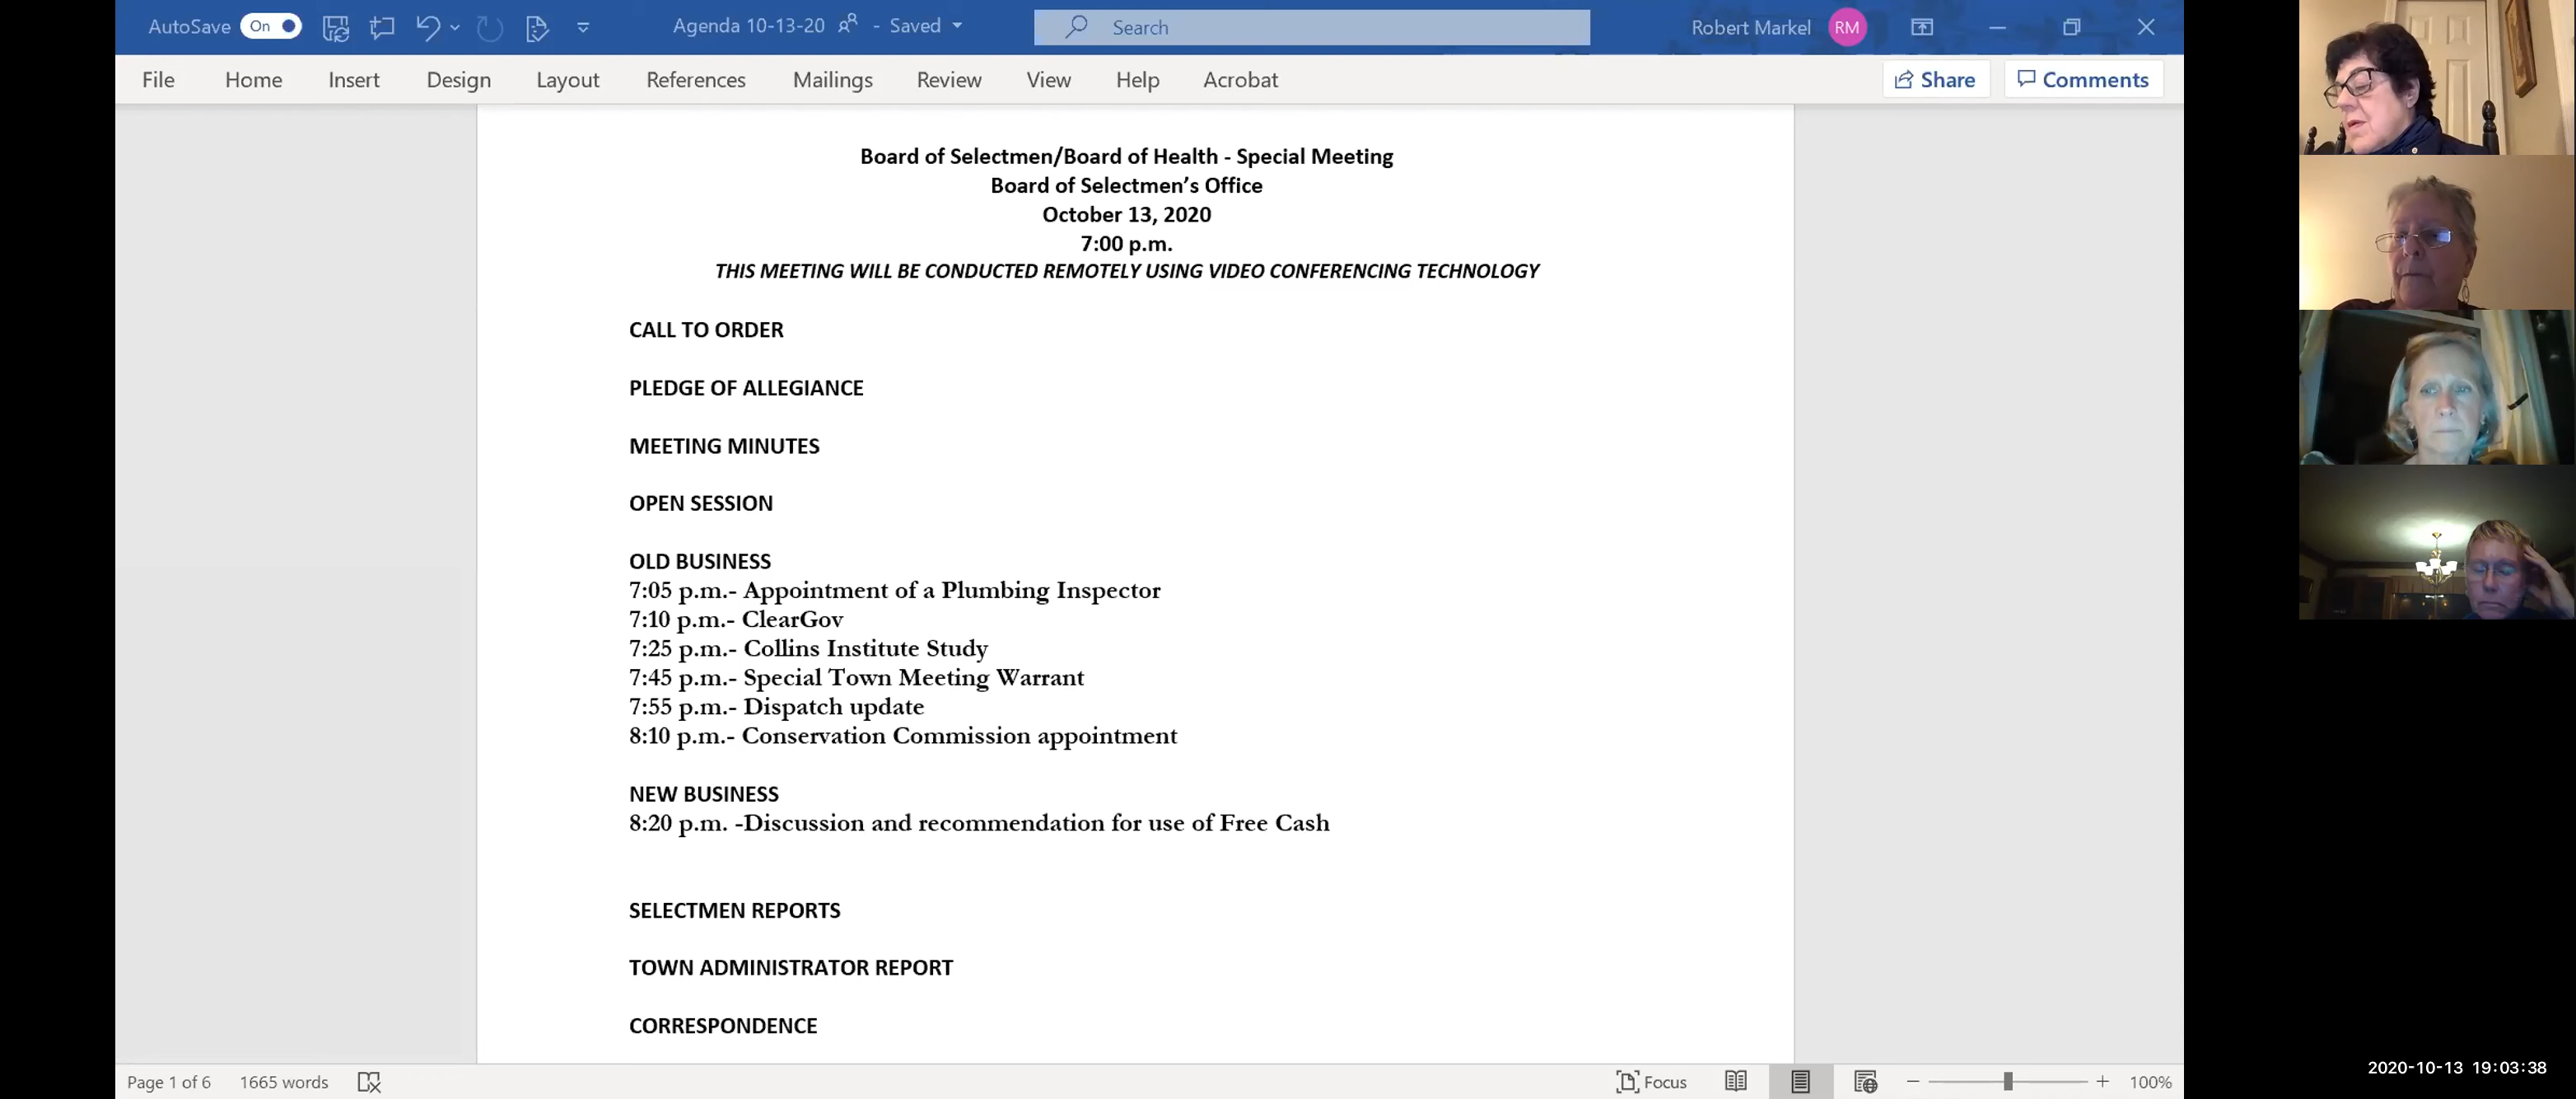 AutoSave On Agenda 10-13-20 - Saved Search Robert Markel RM
File Home Insert Design Layout References Mailings Review View Help Acrobat Share Comments
Board of Selectmen/Board of Health - Special Meeting
Board of Selectmen’s Office
October 13, 2020
7:00 p.m.
THIS MEETING WILL BE CONDUCTED REMOTELY USING VIDEO CONFERENCING TECHNOLOGY
CALL TO ORDER
PLEDGE OF ALLEGIANCE
MEETING MINUTES
OPEN SESSION
OLD BUSINESS
7:05 p.m.- Appointment of a Plumbing Inspector
7:10 p.m.- ClearGov
7:25 p.m.- Collins Institute Study
7:45 p.m.- Special Town Meeting Warrant
7:55 p.m.- Dispatch update
8:10 p.m.- Conservation Commission appointment
NEW BUSINESS
8:20 p.m. -Discussion and recommendation for use of Free Cash
SELECTMEN REPORTS
TOWN ADMINISTRATOR REPORT
CORRESPONDENCE
Page 1 of 6 1665 words Focus 100%
2020-10-13 19:03:38